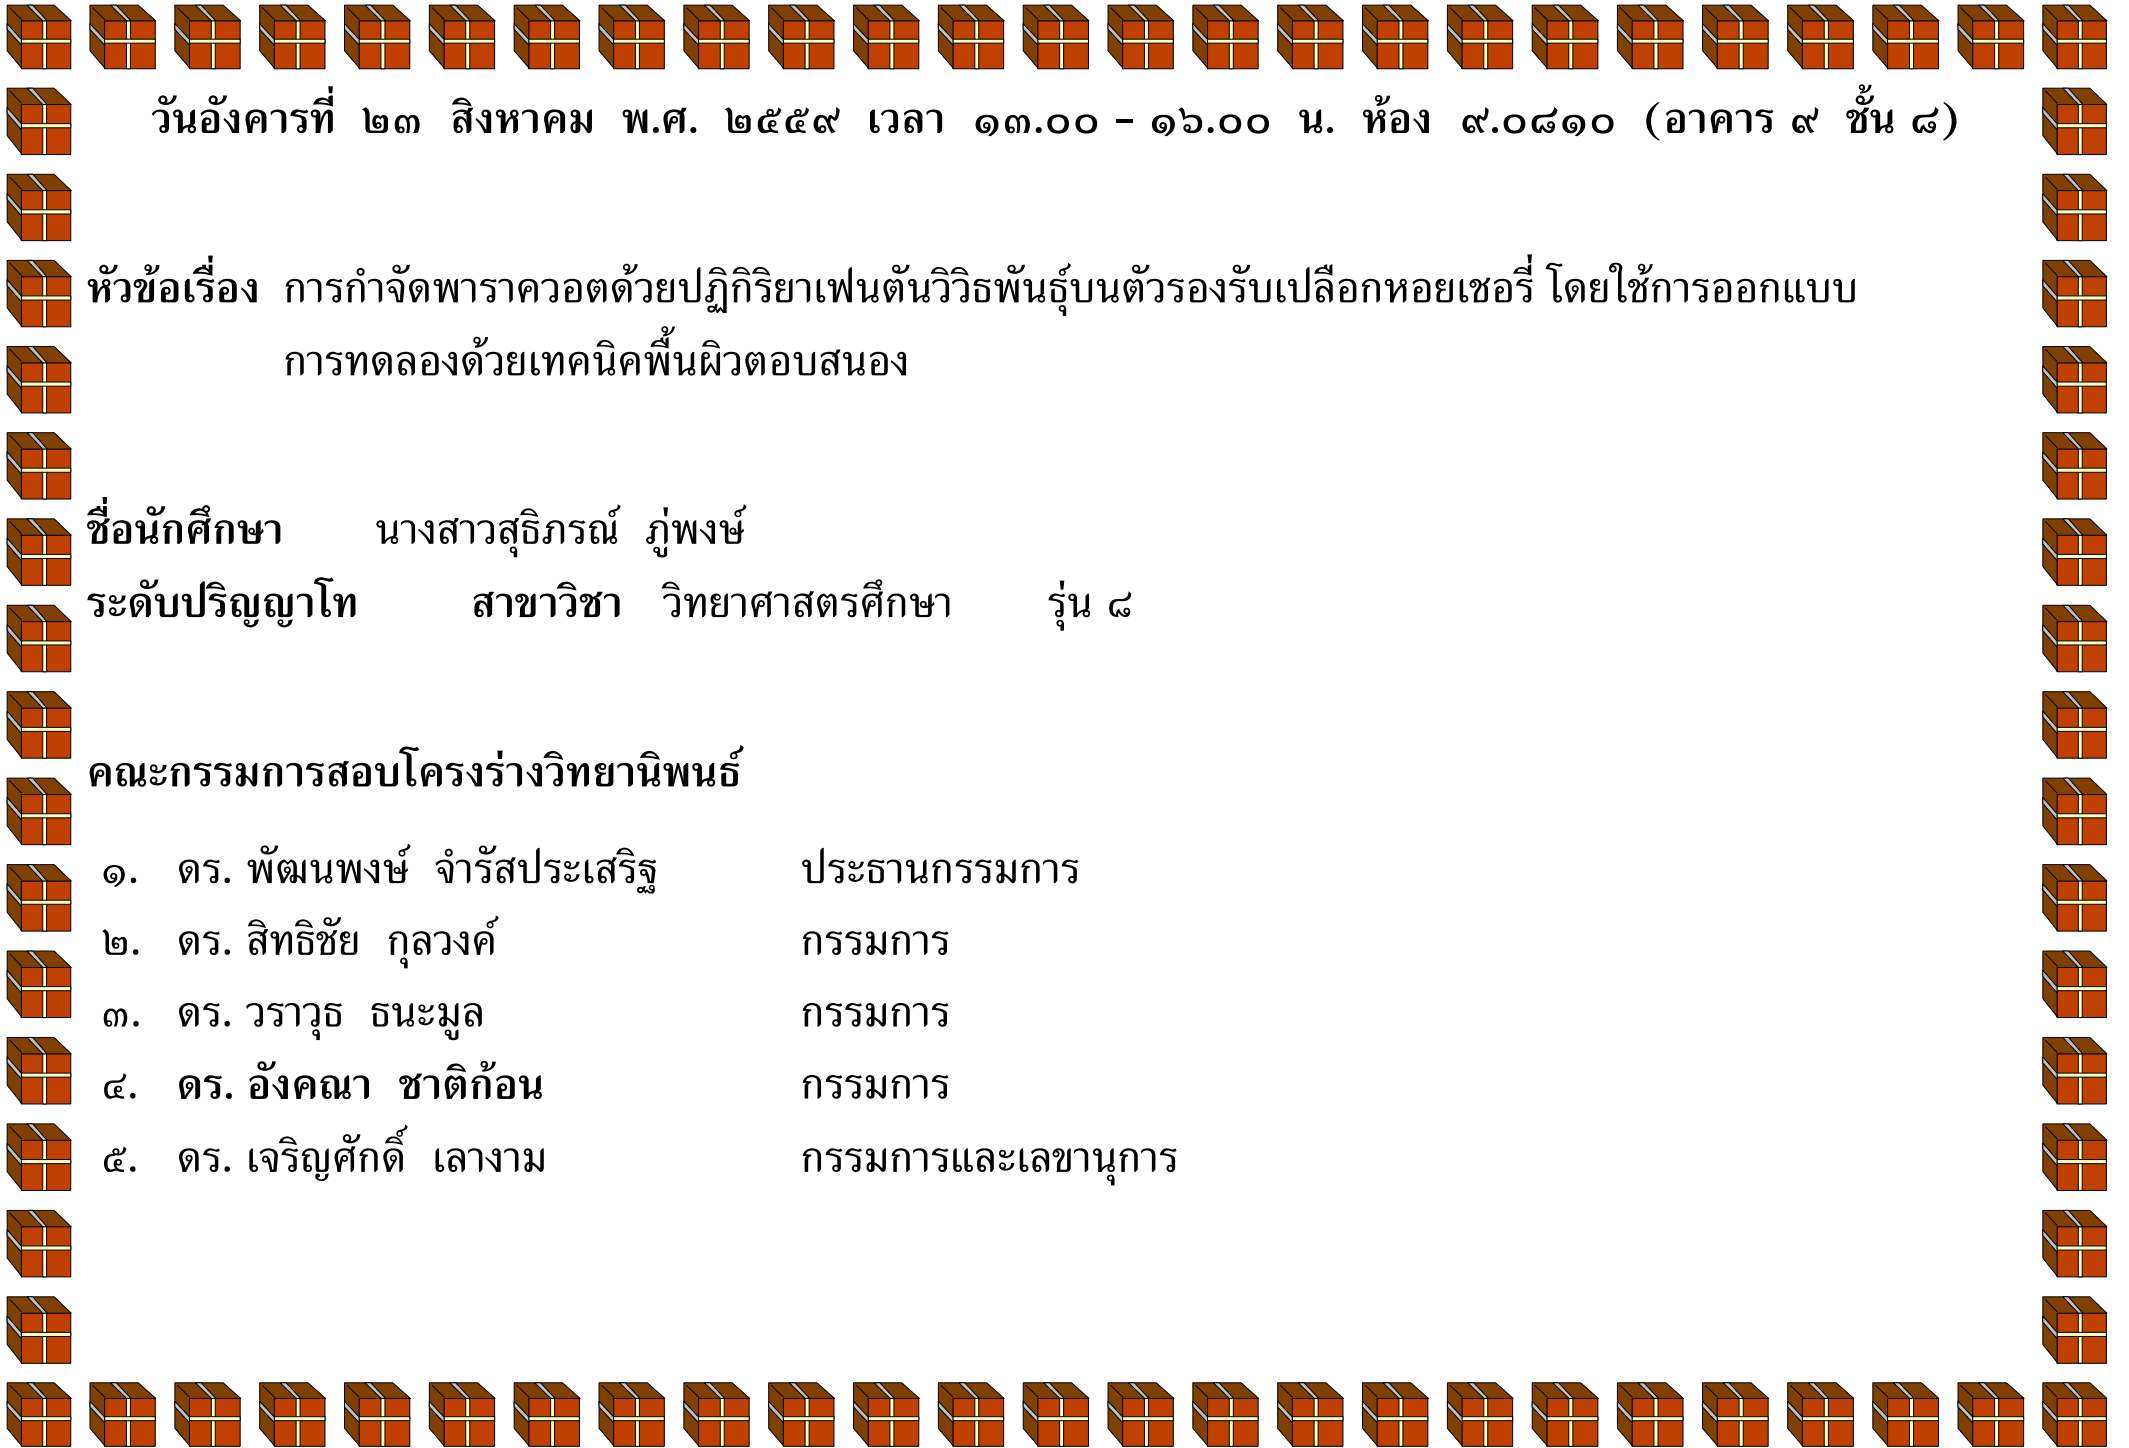 วันอังคารที่ ๒๓ สิงหาคม พ.ศ. ๒๕๕๙ เวลา ๑๓.๐๐ - ๑๖.๐๐ น. ห้อง ๙.๐๘๑๐ (อาคาร ๙ ชั้น ๘)
หัวข้อเรื่อง การกำจัดพาราควอตด้วยปฏิกิริยาเฟนตันวิวิธพันธุ์บนตัวรองรับเปลือกหอยเชอรี่ โดยใช้การออกแบบ
การทดลองด้วยเทคนิคพื้นผิวตอบสนอง
ชื่อนักศึกษา นางสาวสุธิภรณ์ ภู่พงษ์
ระดับปริญญาโท สาขาวิชา วิทยาศาสตรศึกษา รุ่น ๘
คณะกรรมการสอบโครงร่างวิทยานิพนธ์
๑. ดร. พัฒนพงษ์ จำรัสประเสริฐ ประธานกรรมการ
๒. ดร. สิทธิชัย กุลวงค์ กรรมการ
๓. ดร. วราวุธ ธนะมูล กรรมการ
๔. ดร. อังคณา ชาติก้อน กรรมการ
๕. ดร. เจริญศักดิ์ เลางาม กรรมการและเลขานุการ